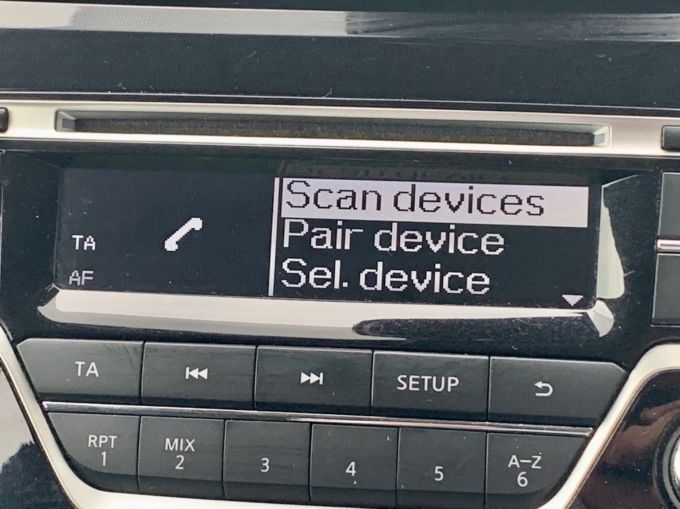 Scan devices
TA
Pair device
AF
Sel. device
TA
SETUP
RPT
1
MIX
2
3
4
5
A-Z
6